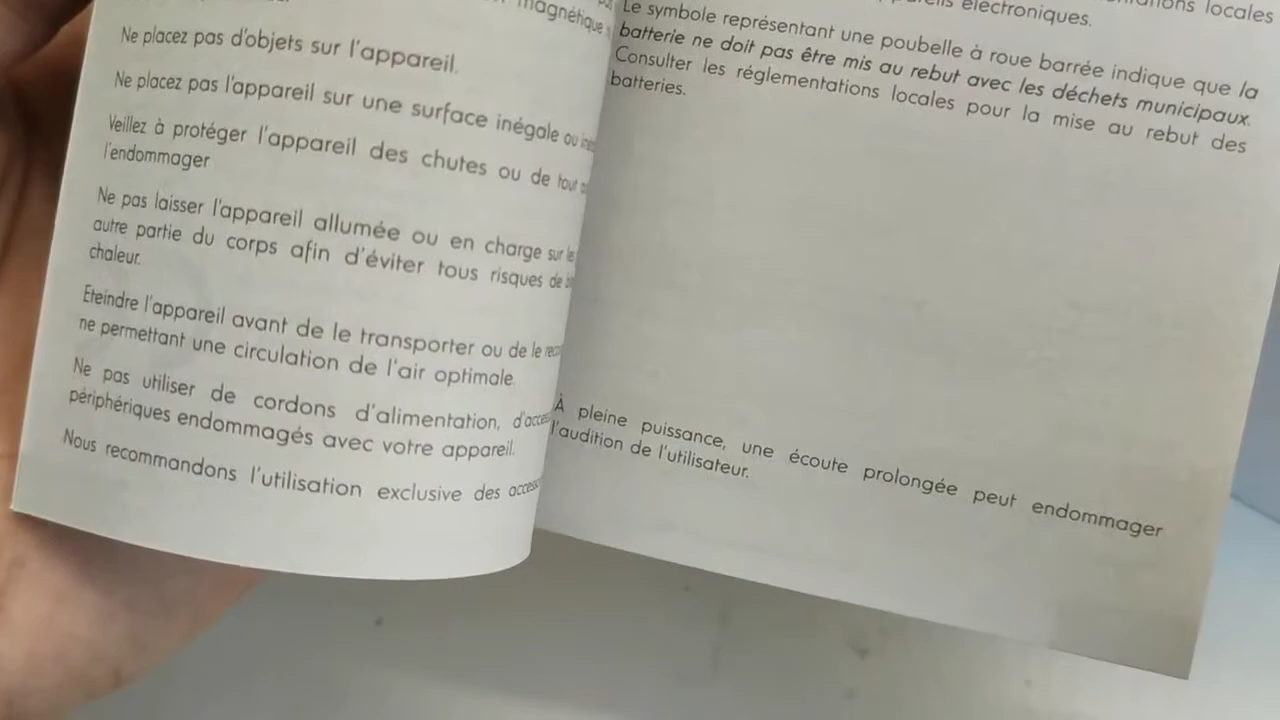 magnétique
Ne placez pas d'objets sur l'appareil.
Ne placez pas l'appareil sur une surface inégale ou
Veillez à protéger l'appareil des chutes ou de tout
l'endommager
Ne pas laisser l'appareil allumée ou en charge sur
autre partie du corps afin d'éviter tous risques de
chaleur.
Eteindre l'appareil avant de le transporter ou de le
ne permettant une circulation de l'air optimale.
Ne pas utiliser de cordons d'alimentation,
périphériques endommagés avec votre appareil.
Nous recommandons l'utilisation exclusive des
locales
électroniques.
Le symbole représentant une poubelle à roue barrée indique que la
batterie ne doit pas être mis au rebut avec les déchets municipaux.
Consulter les réglementations locales pour la mise au rebut des
batteries.
À pleine puissance, une écoute prolongée peut endommager
l'audition de l'utilisateur.